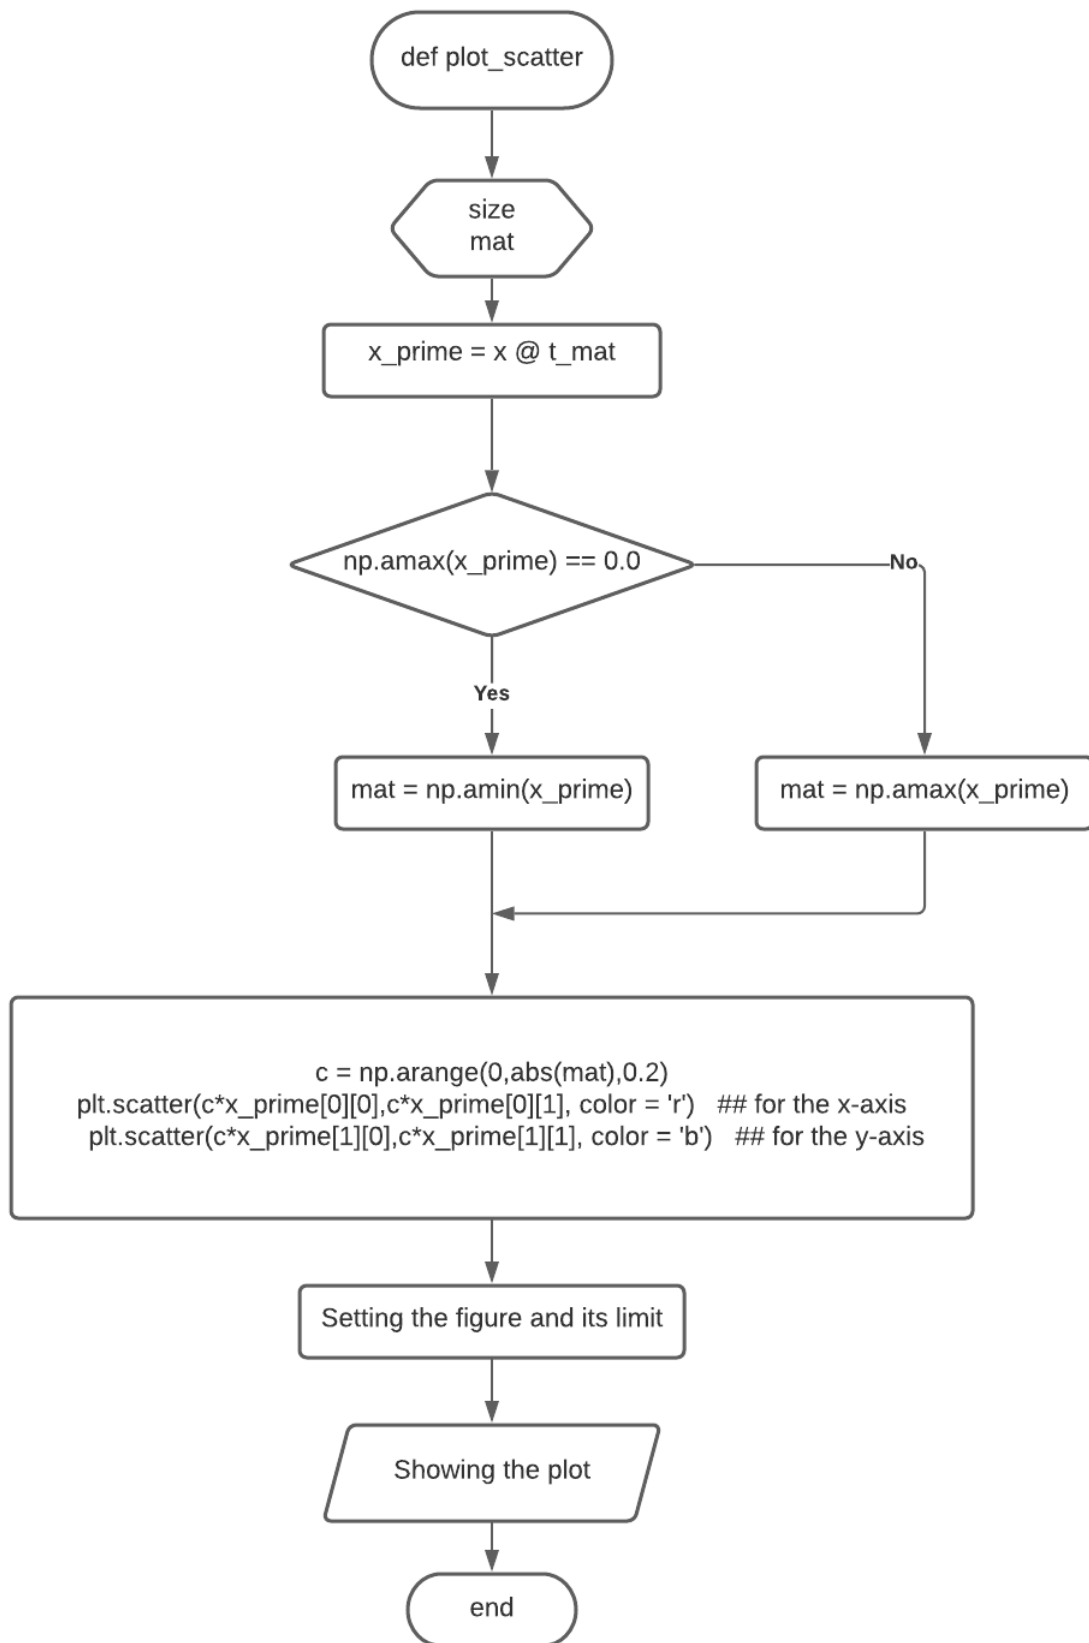 def plot_scatter
size
mat
x_prime = x @ t_mat
np.amax(x_prime) == 0.0
No
Yes
mat = np.amin(x_prime)
mat = np.amax(x_prime)
c = np.arange(0,abs(mat),0.2)
plt.scatter(c*x_prime[0][0],c*x_prime[0][1], color = 'r')   ## for the x-axis
plt.scatter(c*x_prime[1][0],c*x_prime[1][1], color = 'b')   ## for the y-axis
Setting the figure and its limit
Showing the plot
end